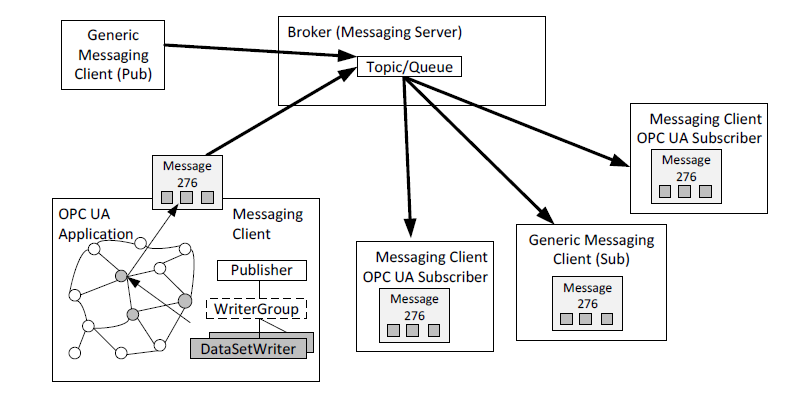 Generic
Messaging
Client (Pub)
Broker (Messaging Server)
Topic/Queue
Messaging Client
OPC UA Subscriber
Message
276
Message
276
OPC UA
Application
Messaging
Client
Publisher
WriterGroup
DataSetWriter
Messaging Client
OPC UA Subscriber
Message
276
Generic Messaging
Client (Sub)
Message
276